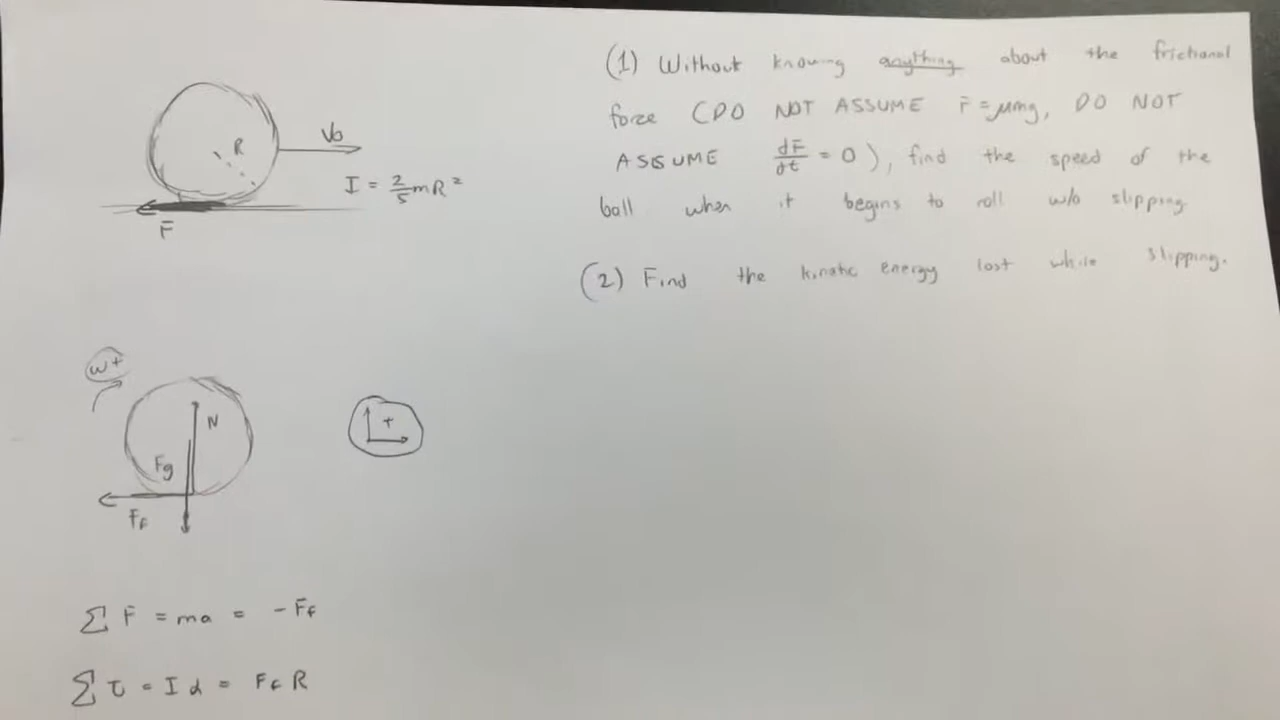 (1) Without knowing anything about the frictional
force (DO NOT ASSUME F = μmg, DO NOT
ASSUME dF/dt = 0), find the speed of the
ball when it begins to roll w/o slipping
(2) Find the kinetic energy lost while slipping.
R
V₀
I = 2/5 mR²
F
ω+
N
Fg
Ff
+
∑ F = ma = -Ff
∑ τ = Iα = Ff R